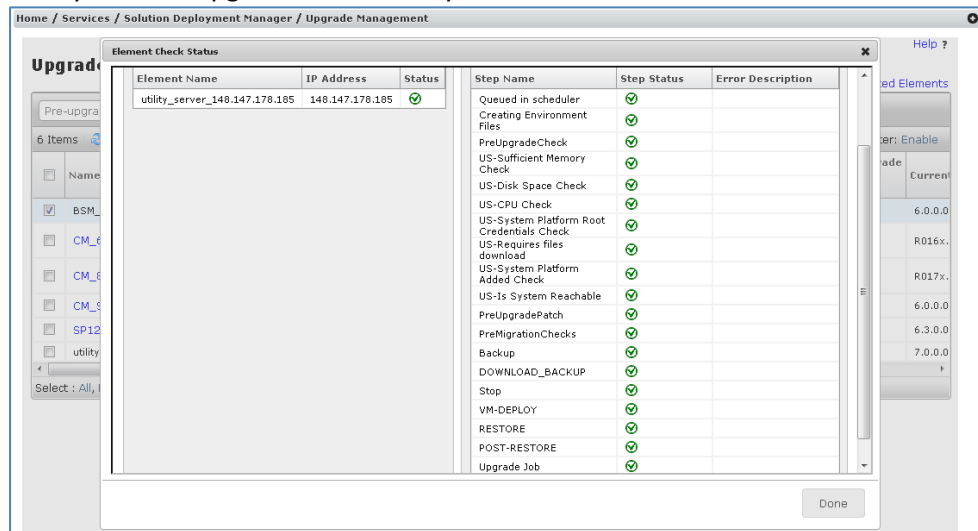 Home / Services / Solution Deployment Manager / Upgrade Management
Help ?
Element Check Status
Upgrade
ted Elements
Element Name IP Address Status
utility_server_148.147.178.185 148.147.178.185
Step Name Step Status Error Description
Queued in scheduler
Creating Environment
Files
PreUpgradeCheck
US-Sufficient Memory
Check
US-Disk Space Check
US-CPU Check
US-System Platform Root
Credentials Check
US-Requires files
download
US-System Platform
Added Check
US-Is System Reachable
PreUpgradePatch
PreMigrationChecks
Backup
DOWNLOAD_BACKUP
Stop
VM-DEPLOY
RESTORE
POST-RESTORE
Upgrade Job
Pre-upgra
6 Items
ter: Enable
Name
rade
Current
BSM_ 6.0.0.0
CM_6 R016x.
CM_8 R017x.
CM_S 6.0.0.0
SP12 6.3.0.0
utility 7.0.0.0
Select : All,
Done